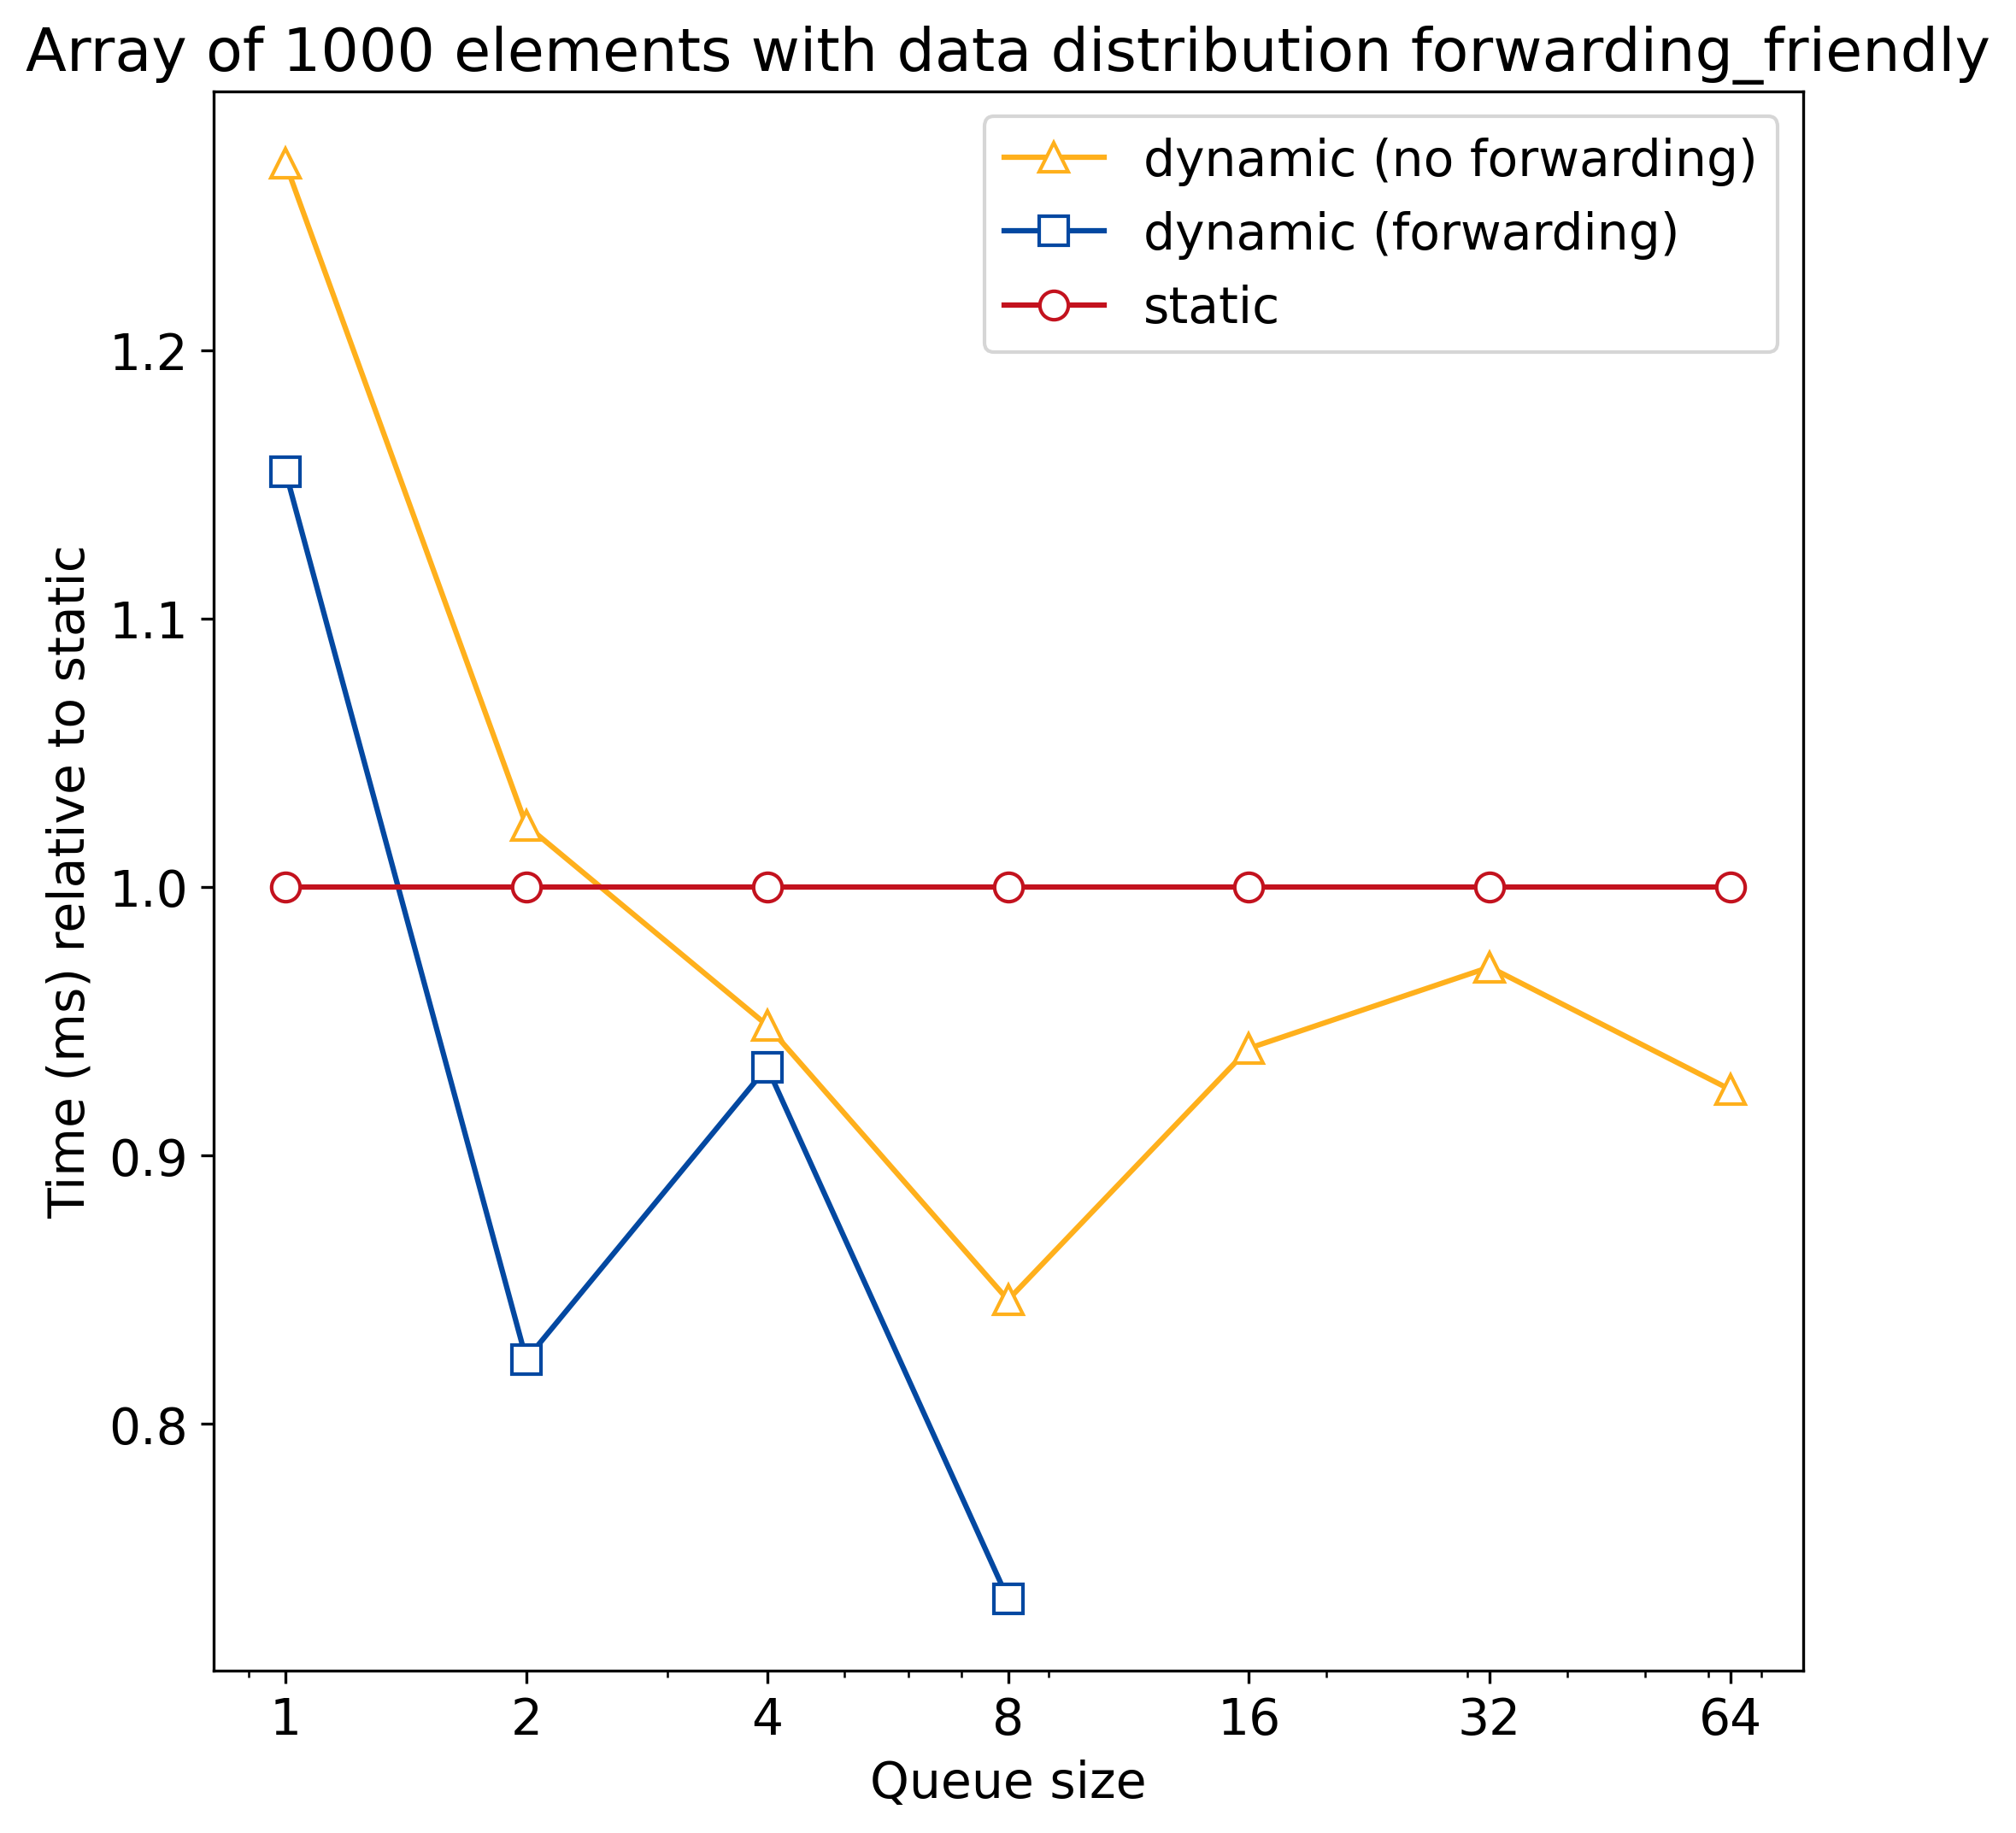 Array of 1000 elements with data distribution forwarding_friendly
dynamic (no forwarding)
dynamic (forwarding)
static
Time (ms) relative to static
1.2
1.1
1.0
0.9
0.8
1 2 4 8 16 32 64
Queue size